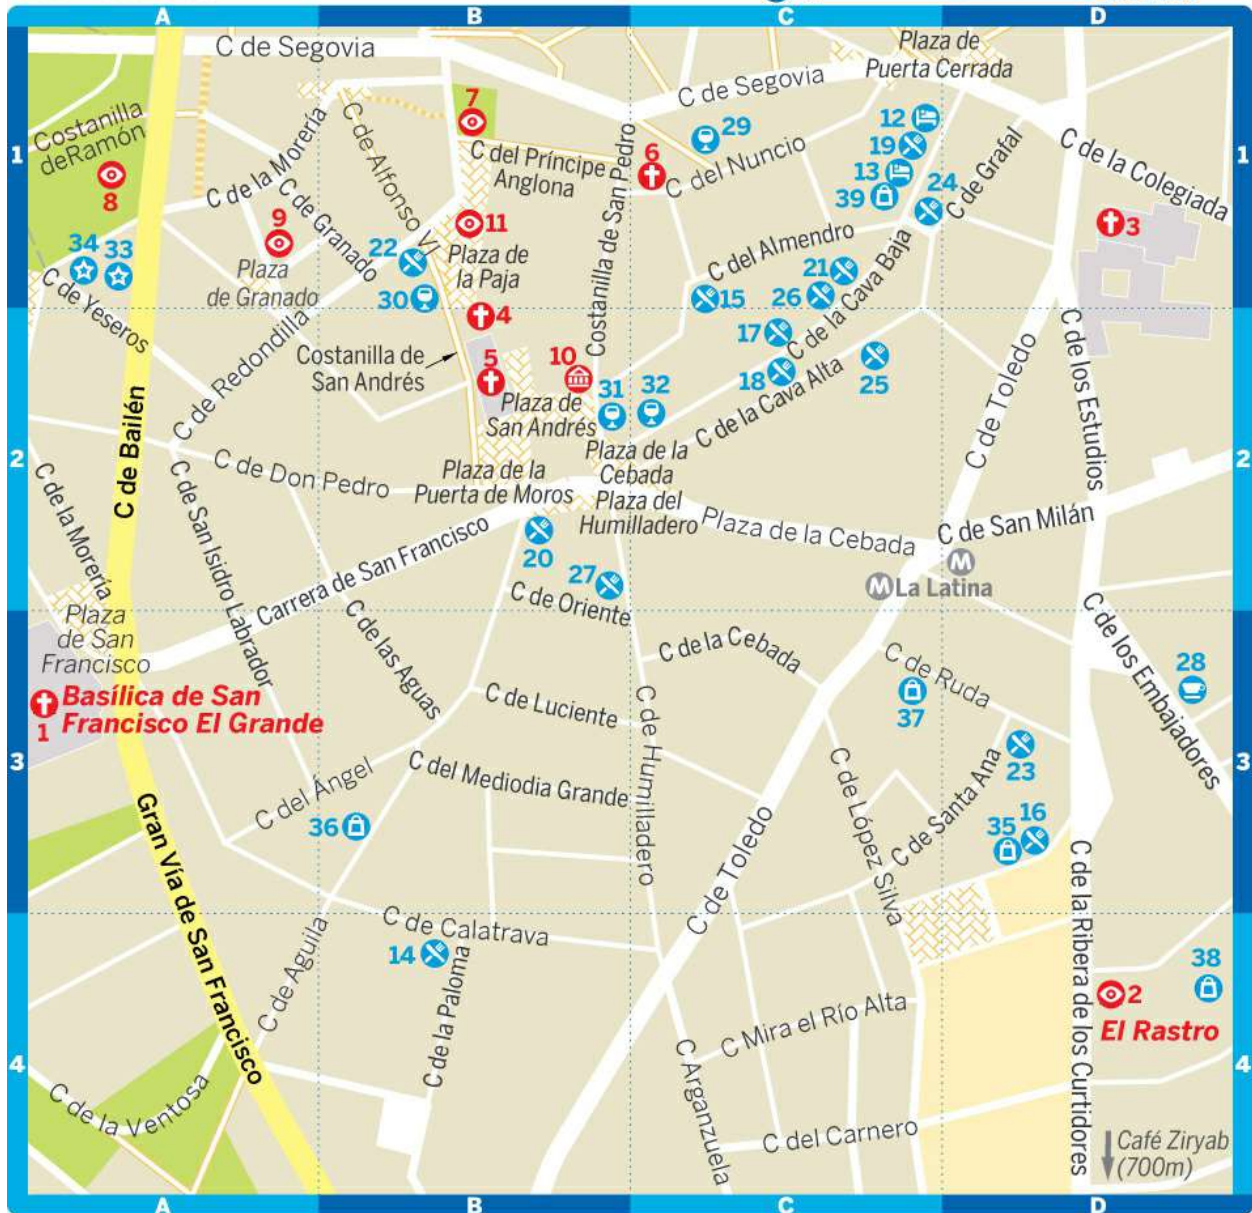 A
B
C
D
C de Segovia
Plaza de
Puerta Cerrada
C de Segovia
7
12
29
Costanilla
deRamón
1
C de la Morería
C de Alfonso VI
C del Príncipe
Anglona
6
19
C de Grafal
C de la Colegiada
1
8
C de Granado
Costanilla de San Pedro
C del Nuncio
13
39
24
9
11
3
34
33
22
Plaza de
la Paja
C del Almendro
Plaza
de Granado
21
30
15
26
C de la Cava Baja
C de Yeseros
4
17
C de Redondilla
Costanilla de
San Andrés
5
10
18
25
C de Toledo
C de los Estudios
31
32
Plaza de
San Andrés
C de la Cava Alta
C de Bailén
2
C de Don Pedro
Plaza de la
Puerta de Moros
Plaza de la
Cebada
2
C de la Morería
C de San Isidro Labrador
Plaza del
Humilladero
Plaza de la Cebada
C de San Milán
Carrera de San Francisco
20
27
M
M La Latina
C de Oriente
Plaza
de San
Francisco
C de las Aguas
C de la Cebada
C de Ruda
C de los Embajadores
28
Basílica de San
Francisco El Grande
1
C de Luciente
C de Humilladero
37
3
C del Ángel
C del Mediodia Grande
C de López Silva
C de Santa Ana
23
3
36
35
16
Gran Vía de San Francisco
C de Toledo
C de la Ribera de los Curtidores
C de Calatrava
14
C de Aguila
C de la Paloma
38
2
El Rastro
C Mira el Río Alta
4
C de la Ventosa
C Arganzuela
4
C del Carnero
Café Ziryab
(700m)
A
B
C
D